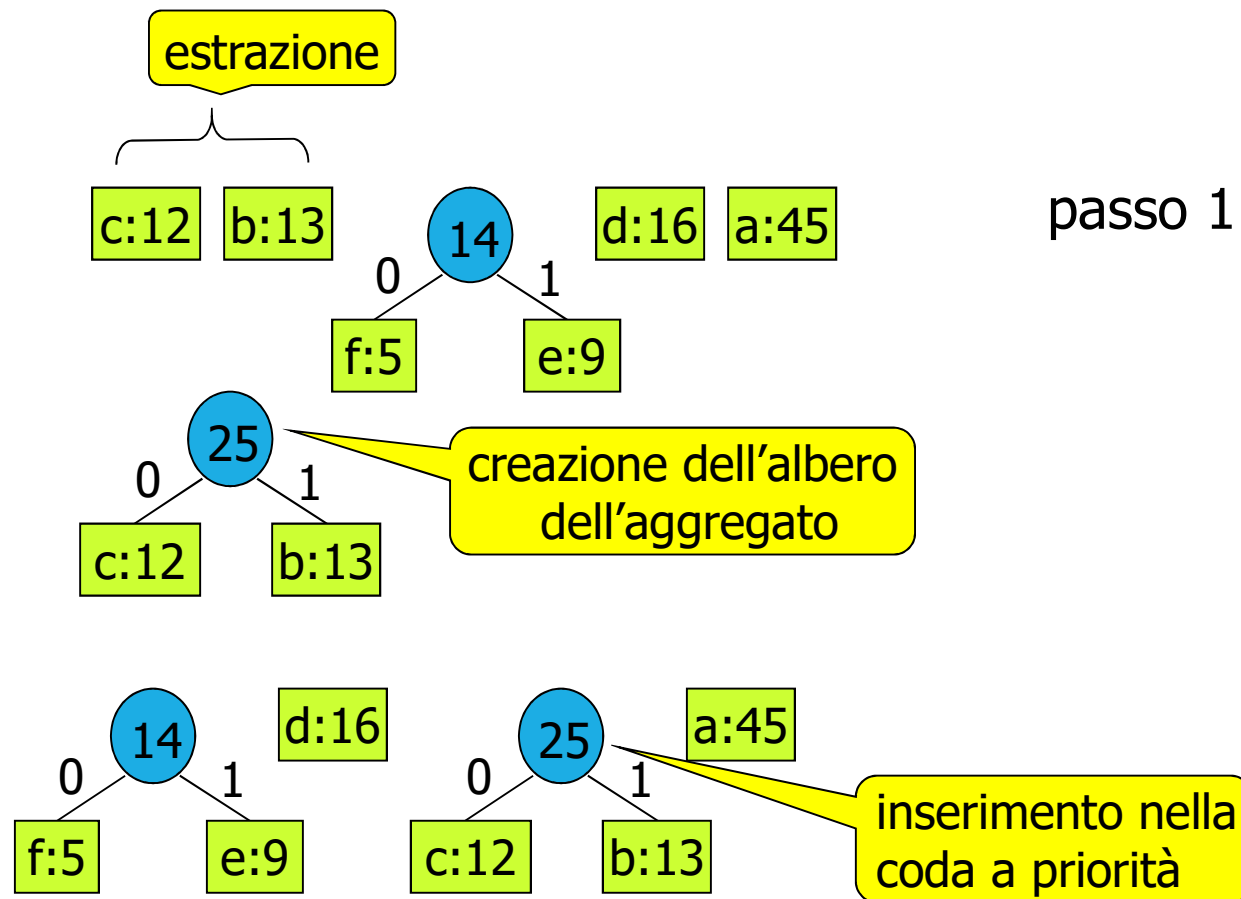 estrazione
c:12 b:13 14 d:16 a:45 passo 1
0 1
f:5 e:9
25
creazione dell’albero
dell’aggregato
0 1
c:12 b:13
14 d:16 25 a:45
0 1 0 1
f:5 e:9 c:12 b:13
inserimento nella
coda a priorità